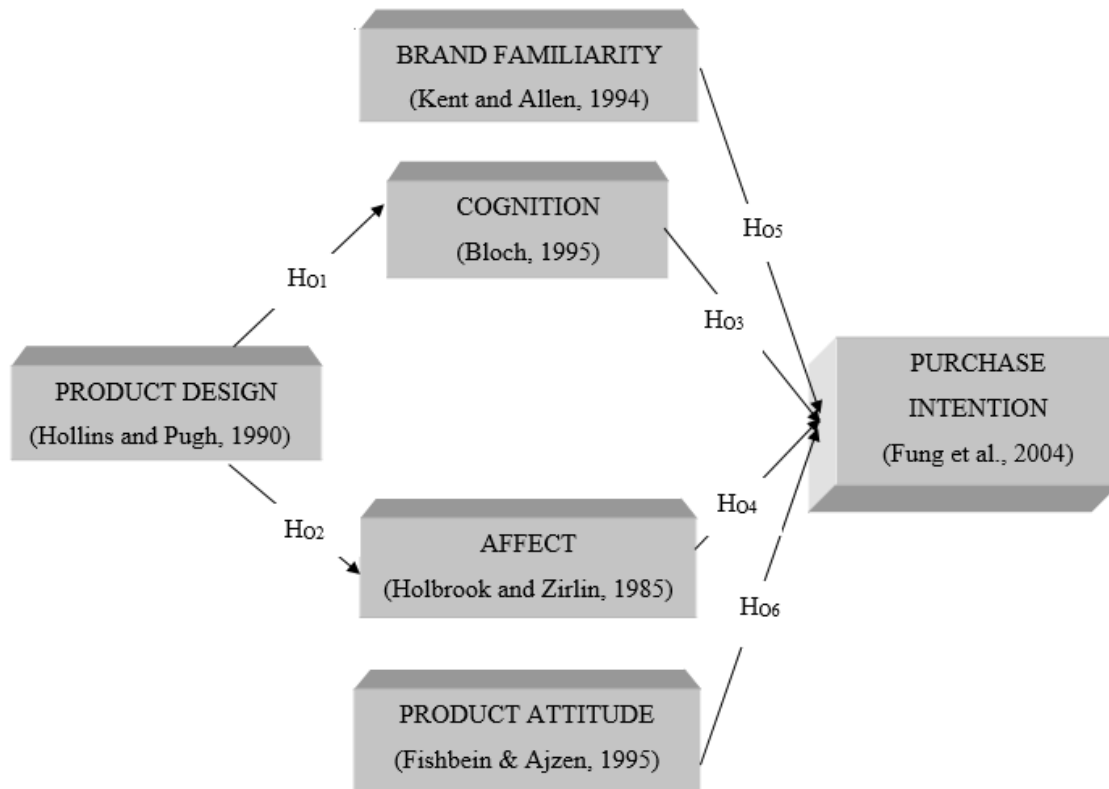 BRAND FAMILIARITY
(Kent and Allen, 1994)
COGNITION
(Bloch, 1995)
HO5
HO1
HO3
PRODUCT DESIGN
(Hollins and Pugh, 1990)
PURCHASE
INTENTION
(Fung et al., 2004)
HO2
HO4
AFFECT
(Holbrook and Zirlin, 1985)
HO6
PRODUCT ATTITUDE
(Fishbein & Ajzen, 1995)